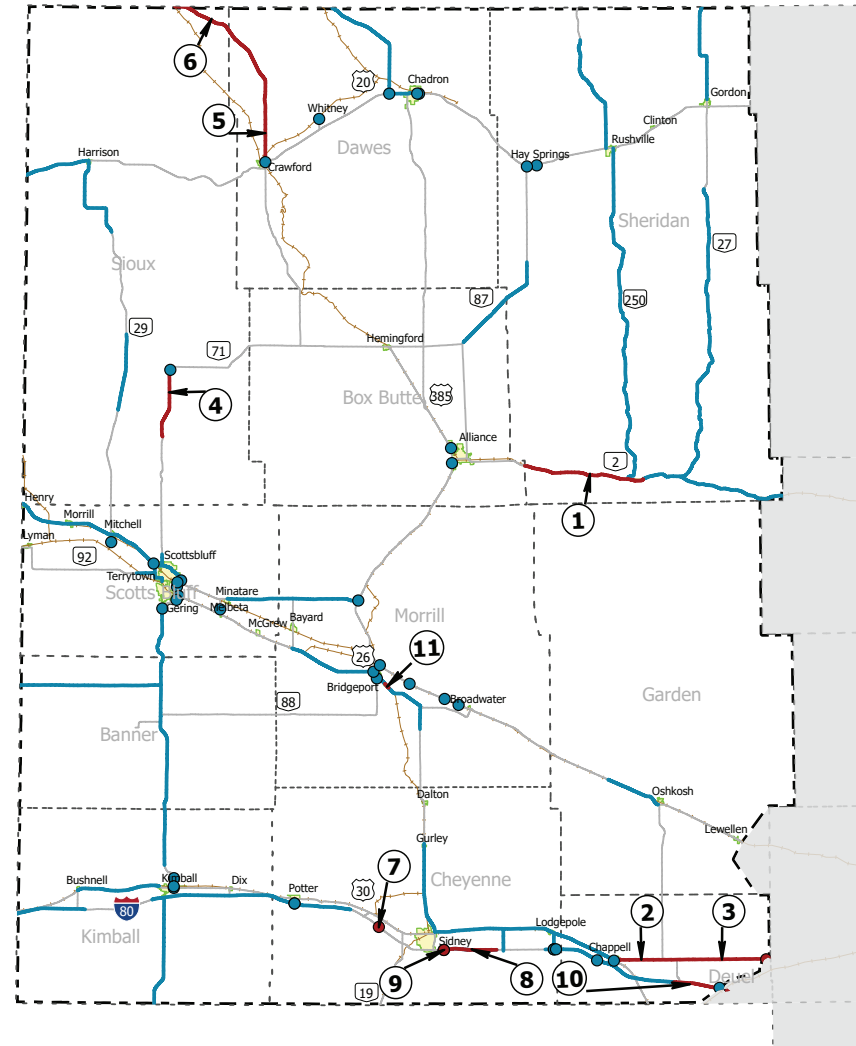 6
20
Chadron
Gordon
Whitney
5
Clinton
Dawes
Rushville
Harrison
Hay Springs
Crawford
Sheridan
27
Sioux
87
250
29
Hemingford
71
Box Butte
385
4
Alliance
2
Henry
1
Morrill
Mitchell
Lyman
92
Scottsbluff
Terrytown
Scotts Bluff
Minatare
Gering
Melbeta
Morrill
McGrew
Bayard
11
26
Bridgeport
Garden
88
Broadwater
Banner
Oshkosh
Dalton
Lewellen
Gurley
Bushnell
Kimball
Dix
Potter
30
Cheyenne
7
80
Lodgepole
2
3
Kimball
Sidney
Chappell
9
8
10
Deuel
19